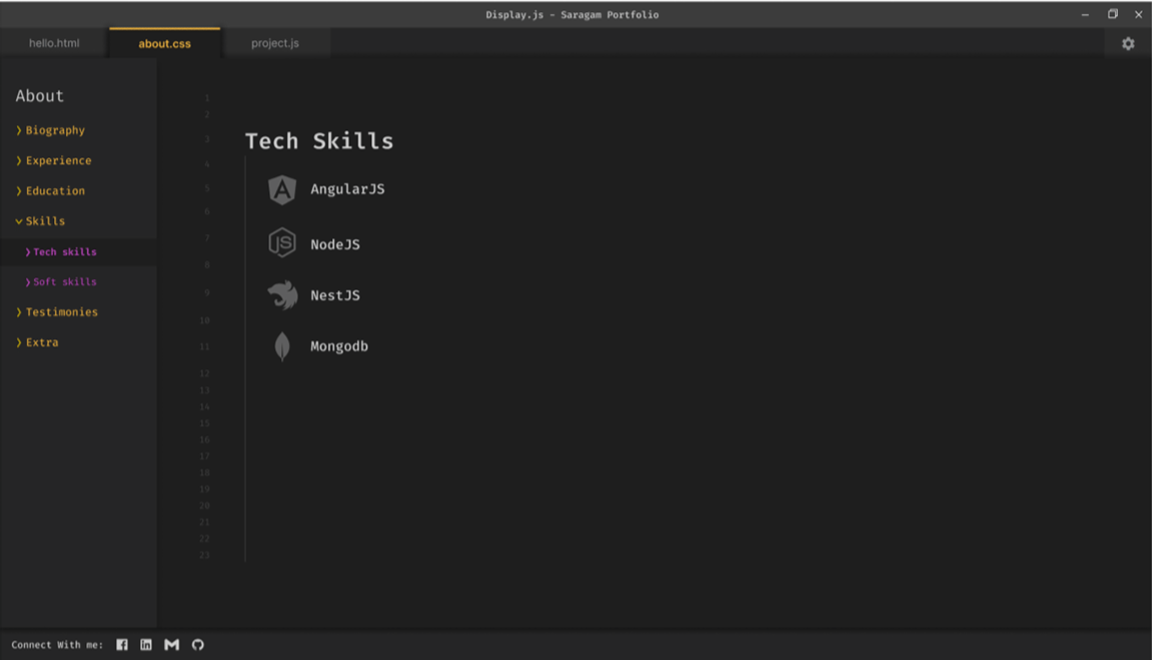 Display.js - Saragam Portfolio
hello.html
about.css
project.js
About
Biography
Experience
Education
Skills
Tech skills
Soft skills
Testimonies
Extra
1
2
3
4
5
6
7
8
9
10
11
12
13
14
15
16
17
18
19
20
21
22
23
Tech Skills
AngularJS
NodeJS
NestJS
Mongodb
Connect With me: